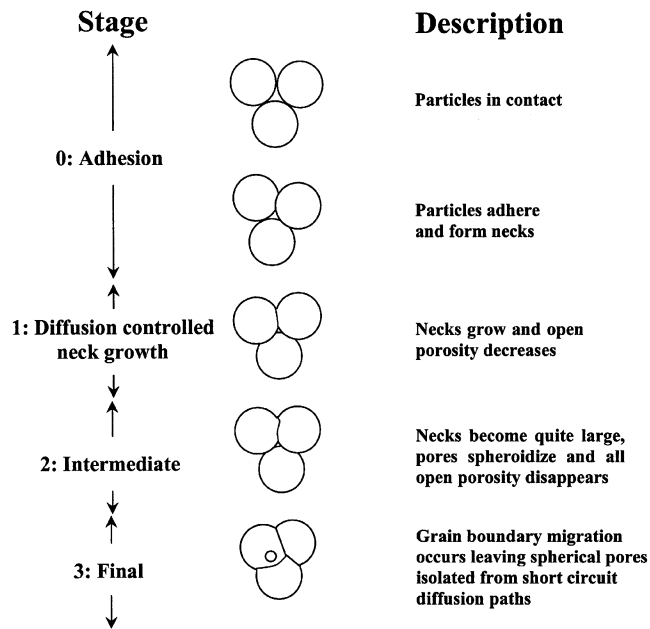 Stage
Description
Particles in contact
0: Adhesion
Particles adhere
and form necks
1: Diffusion controlled
neck growth
Necks grow and open
porosity decreases
2: Intermediate
Necks become quite large,
pores spheroidize and all
open porosity disappears
3: Final
Grain boundary migration
occurs leaving spherical pores
isolated from short circuit
diffusion paths